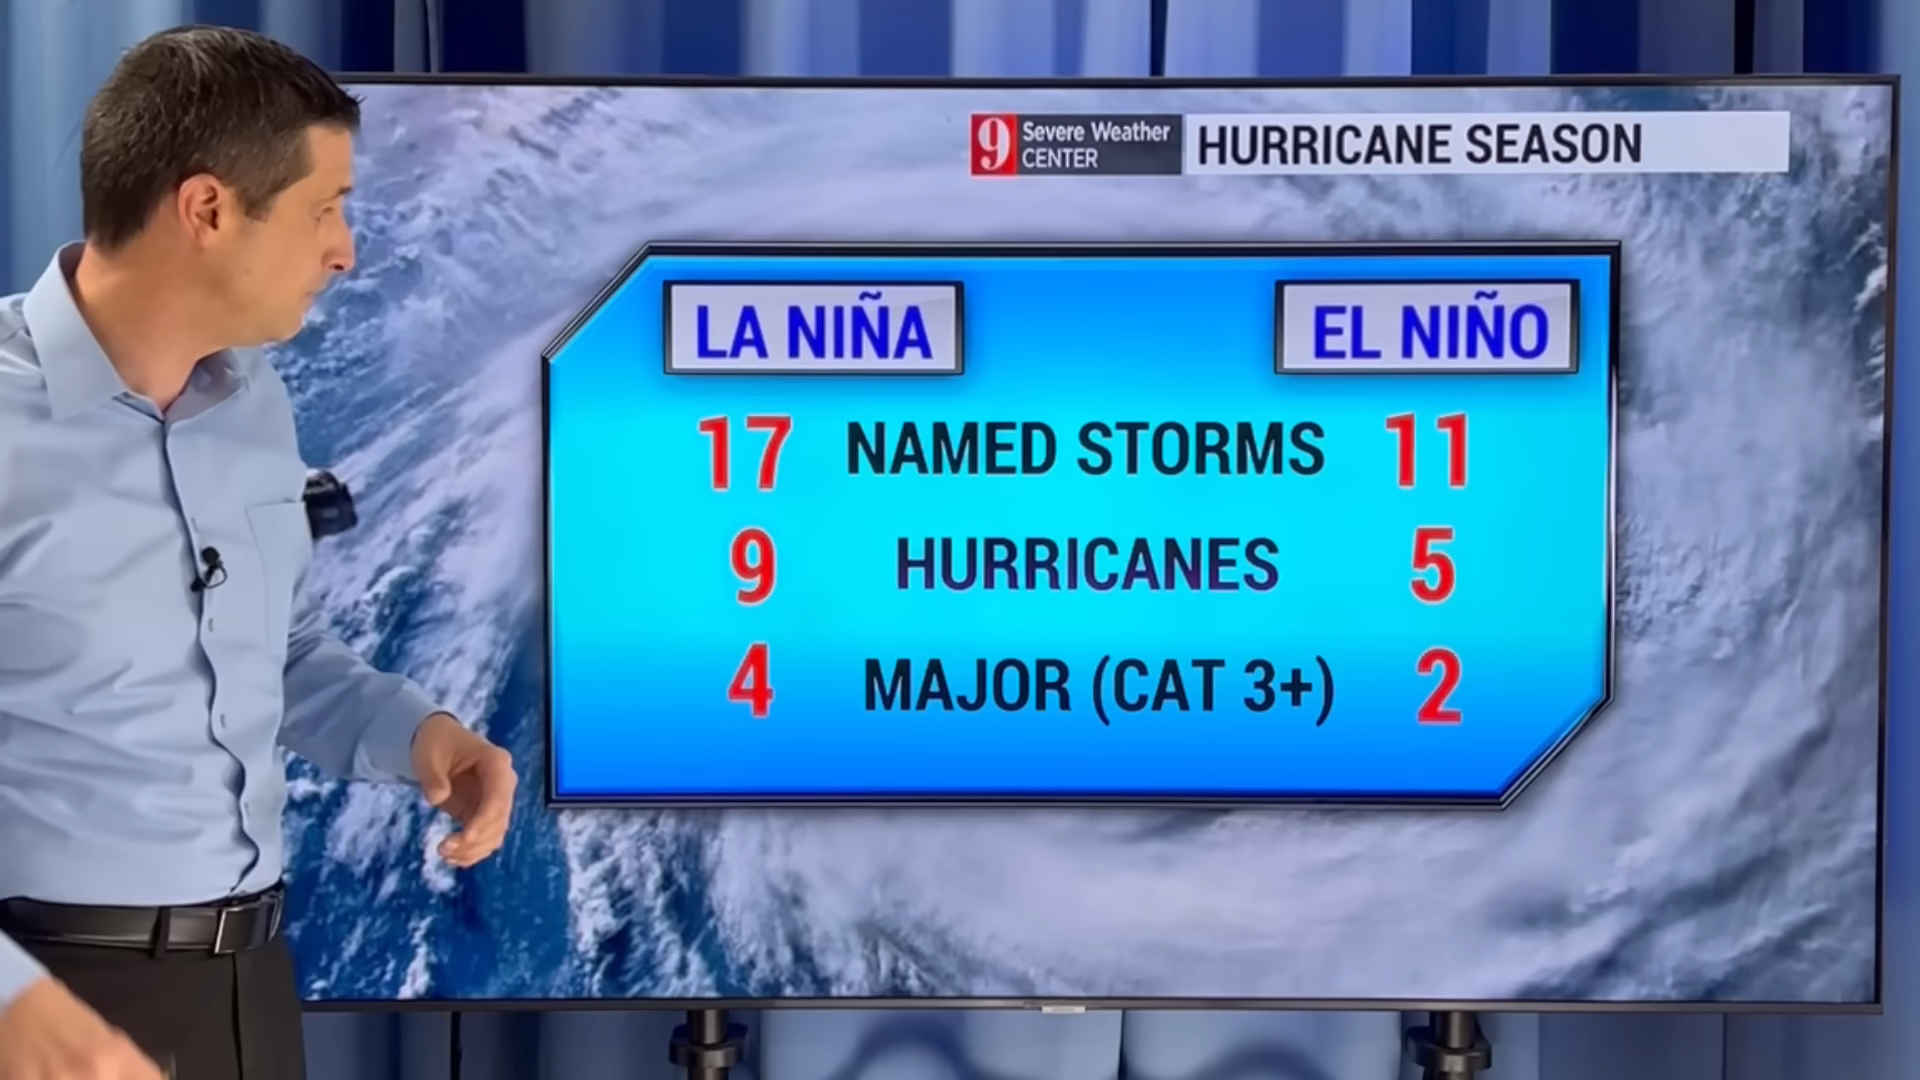 9 Severe Weather CENTER HURRICANE SEASON
LA NIÑA EL NIÑO
17 NAMED STORMS 11
9 HURRICANES 5
4 MAJOR (CAT 3+) 2